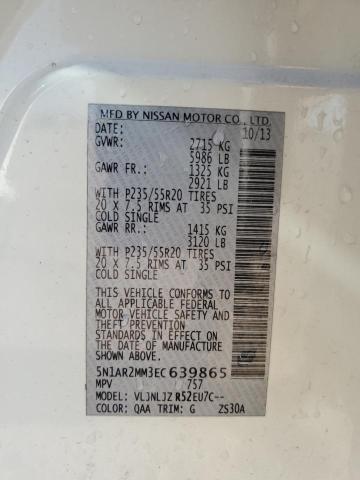 MFD BY NISSAN MOTOR CO., LTD.
DATE: 10/13
GVWR: 2715 KG
5986 LB
GAWR FR: 1325 KG
2921 LB
WITH P235/55R20 TIRES
20 X 7.5 RIMS AT 35 PSI
COLD SINGLE
GAWR RR: 1415 KG
3120 LB
WITH P235/55R20 TIRES
20 X 7.5 RIMS AT 35 PSI
COLD SINGLE
THIS VEHICLE CONFORMS TO
ALL APPLICABLE FEDERAL
MOTOR VEHICLE SAFETY AND
THEFT PREVENTION
STANDARDS IN EFFECT ON
THE DATE OF MANUFACTURE
SHOWN ABOVE.
5N1AR2MM3EC639865
MPV 757
MODEL: VLJNLJZ R52EU7C--
COLOR: QAA TRIM: G ZS30A